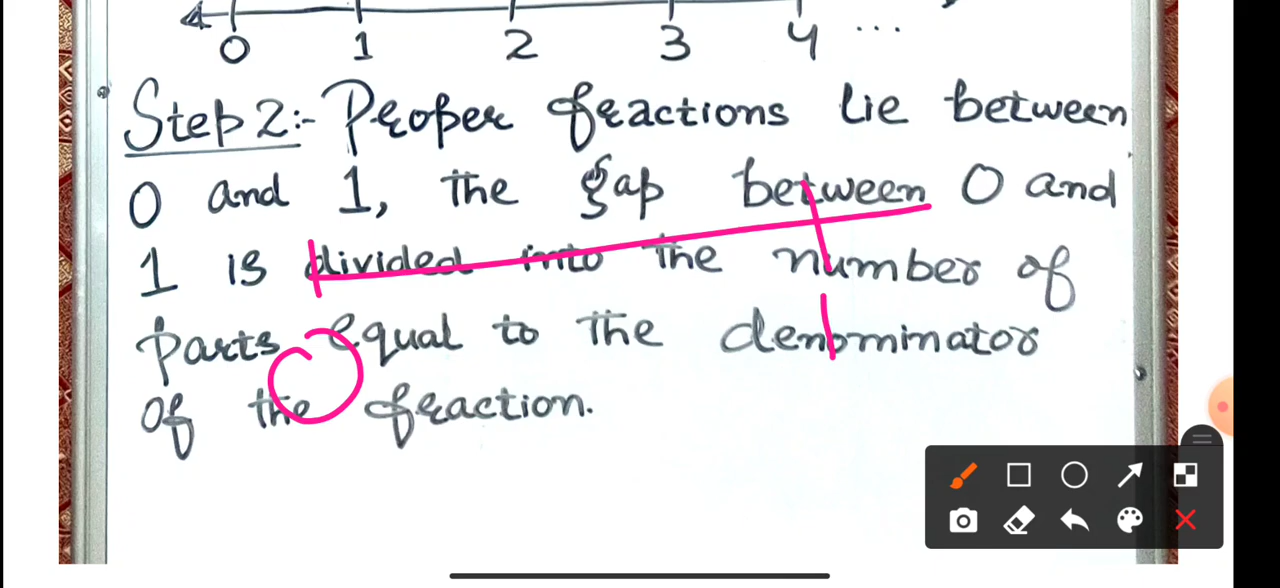 0 1 2 3 4 ...
Step 2:- Proper fractions lie between
0 and 1, the gap between 0 and
1 is divided into the number of
parts equal to the denominator
of the fraction.